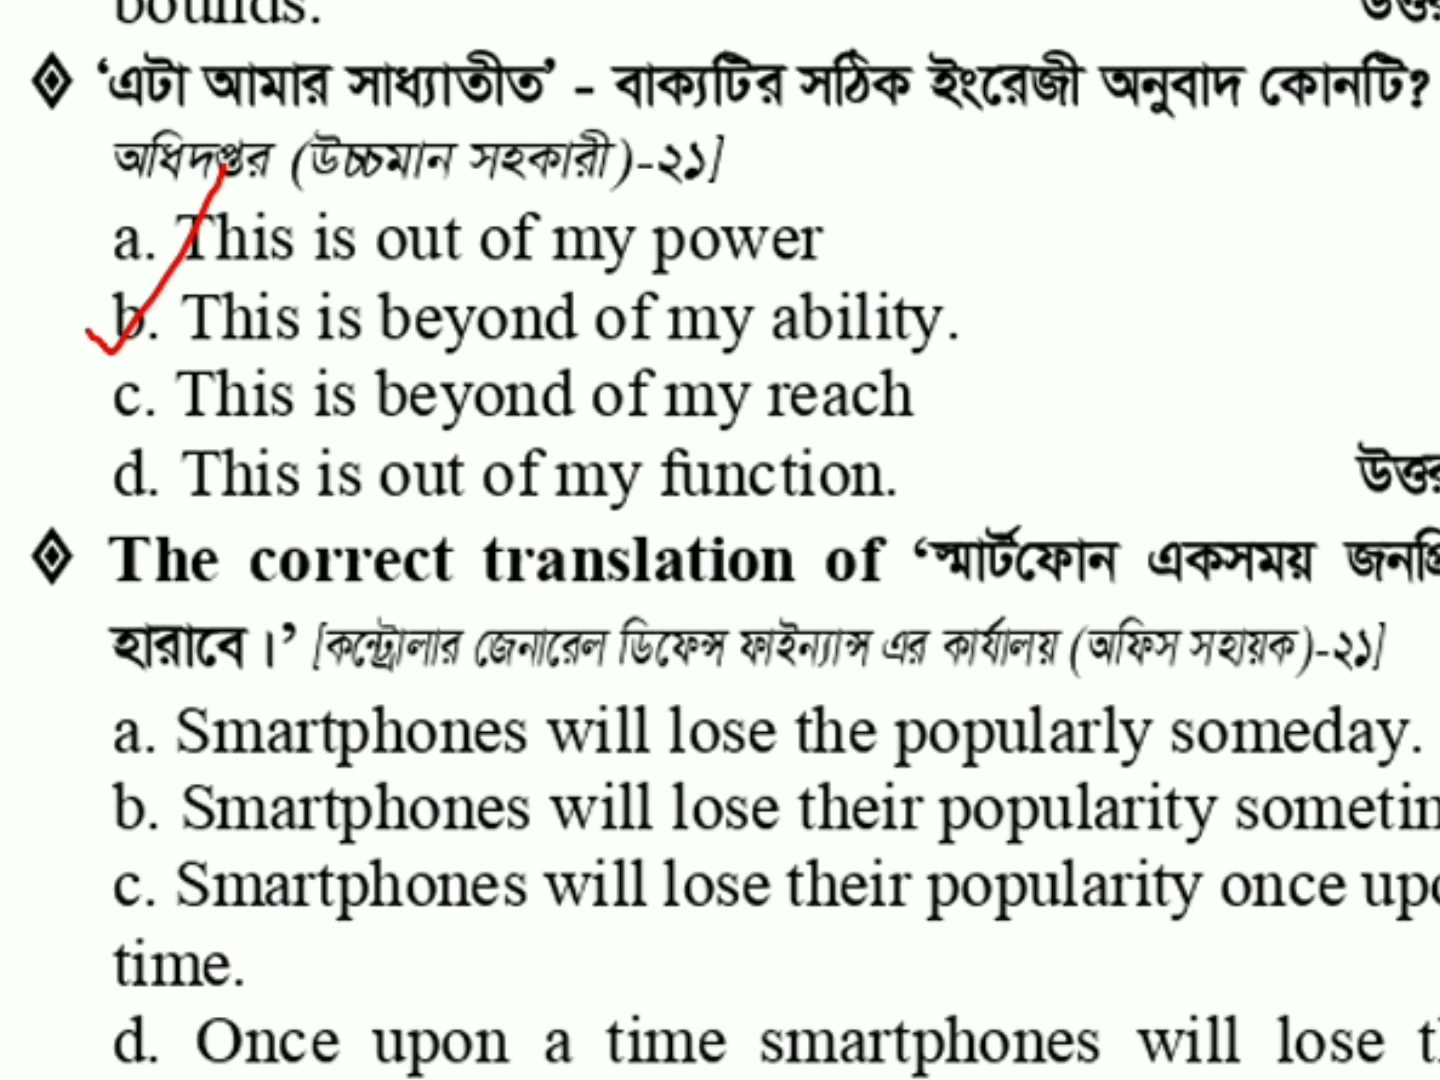 bounds.
‘এটা আমার সাধ্যাতীত’ - বাক্যটির সঠিক ইংরেজী অনুবাদ কোনটি?
অধিদপ্তর (উচ্চমান সহকারী)-২১]
a. This is out of my power
b. This is beyond of my ability.
c. This is beyond of my reach
d. This is out of my function.
The correct translation of ‘স্মার্টফোন একসময়
হারাবে।’ [কন্ট্রোলার জেনারেল ডিফেন্স ফাইন্যান্স এর কার্যালয় (অফিস সহায়ক)-২১]
a. Smartphones will lose the popularly someday.
b. Smartphones will lose their popularity
c. Smartphones will lose their popularity once
time.
d. Once upon a time smartphones will lose